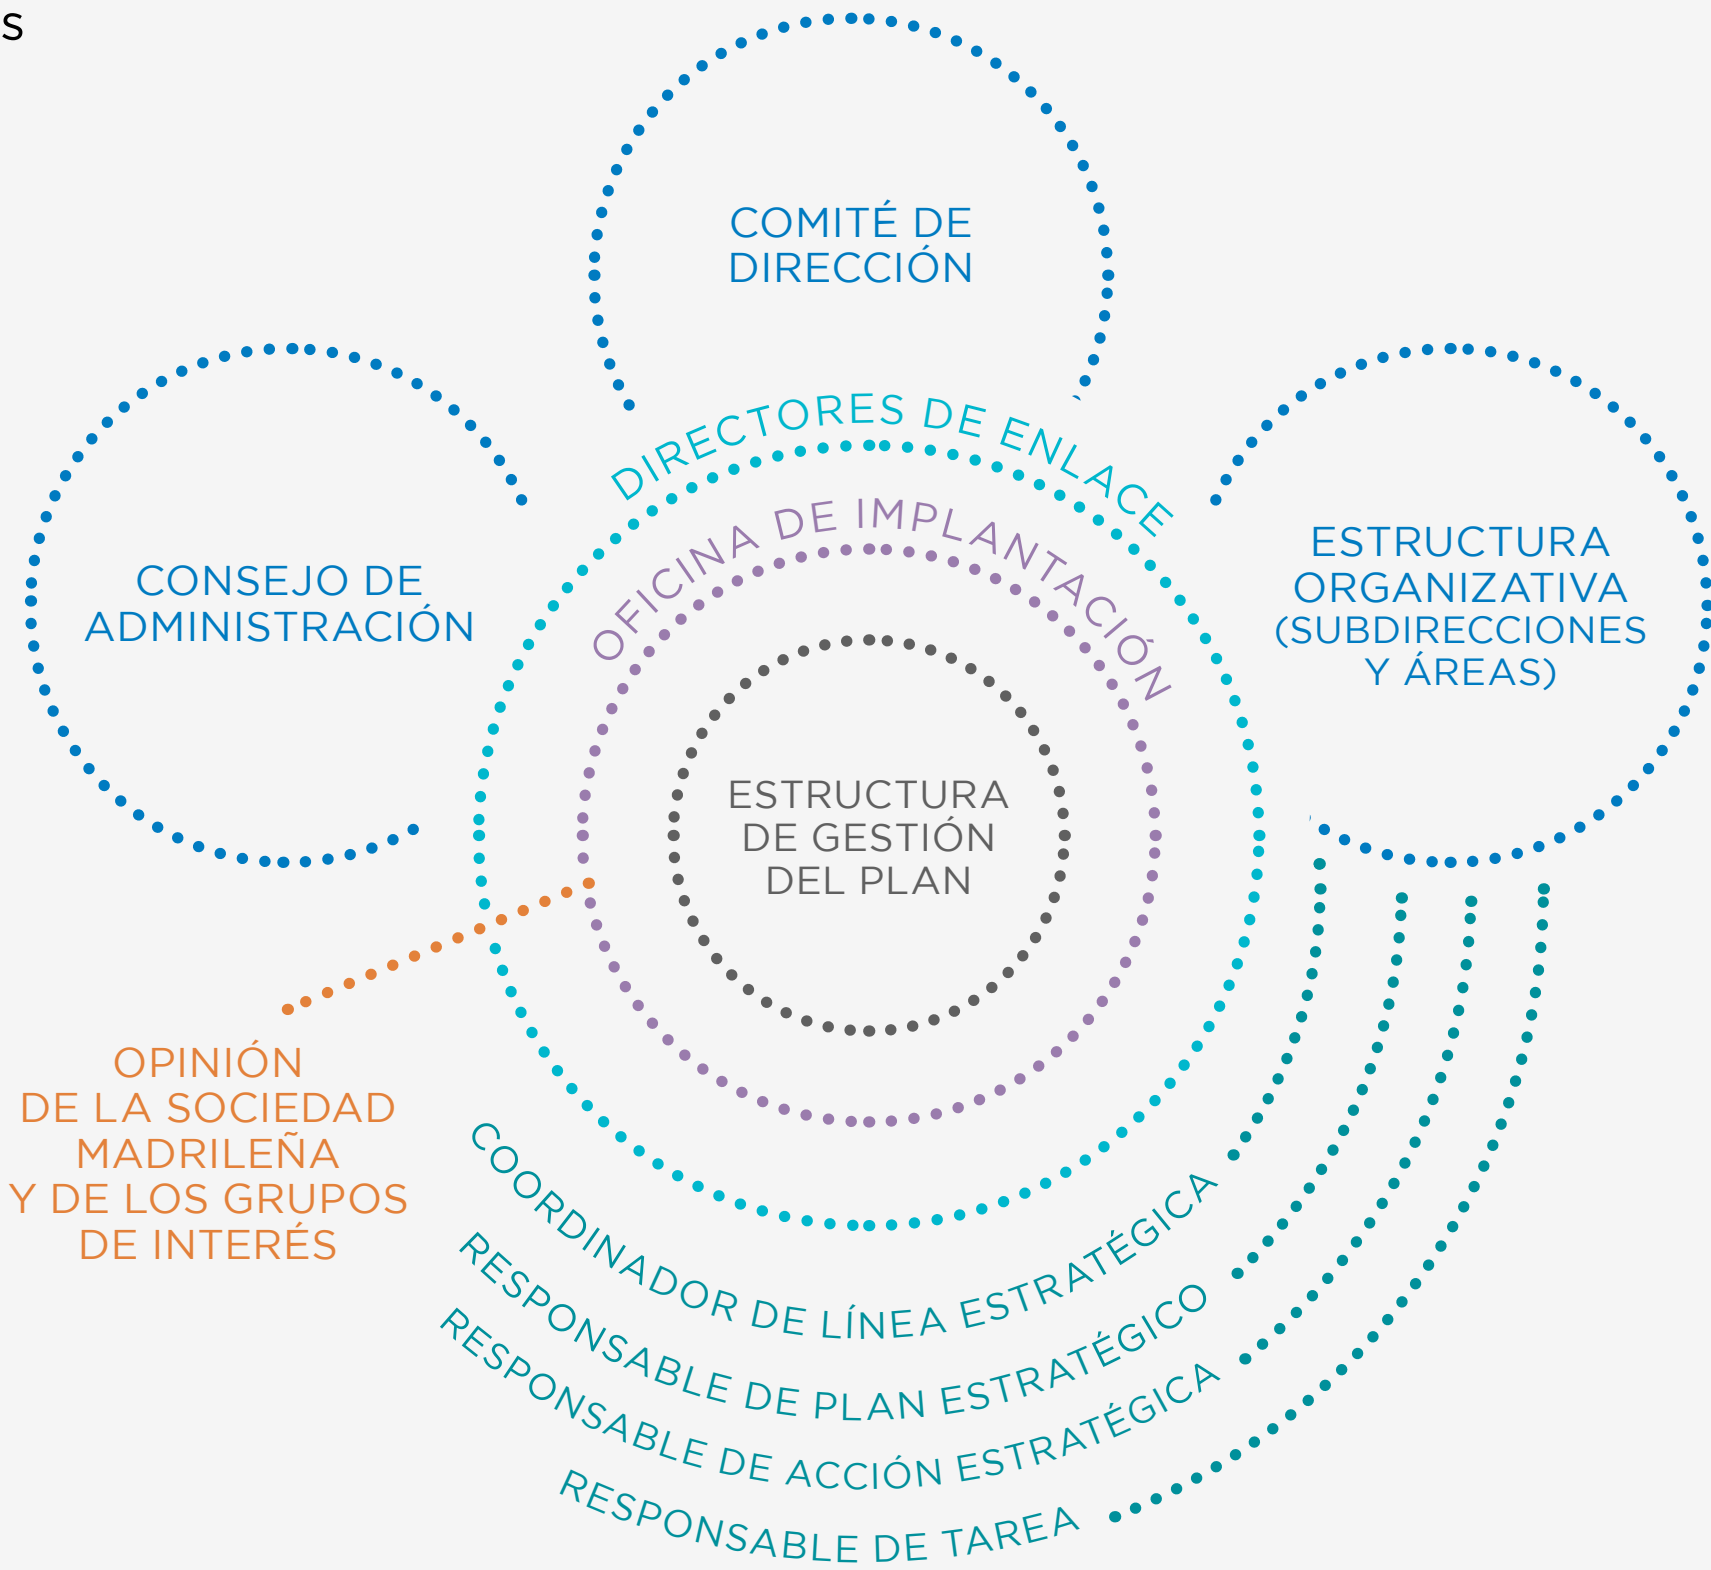 s
COMITÉ DE
DIRECCIÓN
DIRECTORES DE ENLACE
OFICINA DE IMPLANTACIÓN
CONSEJO DE
ADMINISTRACIÓN
ESTRUCTURA
ORGANIZATIVA
(SUBDIRECCIONES
Y ÁREAS)
ESTRUCTURA
DE GESTIÓN
DEL PLAN
OPINIÓN
DE LA SOCIEDAD
MADRILEÑA
Y DE LOS GRUPOS
DE INTERÉS
COORDINADOR DE LÍNEA ESTRATÉGICA
RESPONSABLE DE PLAN ESTRATÉGICO
RESPONSABLE DE ACCIÓN ESTRATÉGICA
RESPONSABLE DE TAREA